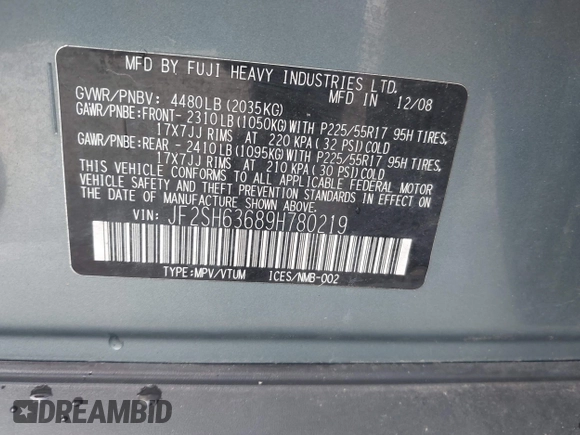 MFD BY FUJI HEAVY INDUSTRIES LTD.
GVWR/PNBV: 4480LB(2035KG) MFD IN 12/08
GAWR/PNBE:FRONT- 2310LB(1050KG)WITH P225/55R17 95H TIRES,
17X7JJ RIMS AT 220 KPA(32 PSI)COLD
GAWR/PNBE:REAR - 2410LB(1095KG)WITH P225/55R17 95H TIRES,
17X7JJ RIMS AT 210 KPA(30 PSI)COLD
THIS VEHICLE CONFORMS TO ALL APPLICABLE FEDERAL MOTOR
VEHICLE SAFETY AND THEFT PREVENTION STANDARDS IN EFFECT ON
THE DATE OF MANUFACTURE SHOWN ABOVE.
VIN: JF2SH63689H780219
TYPE:MPV/VTUM ICES/NMB-002
DREAMBID